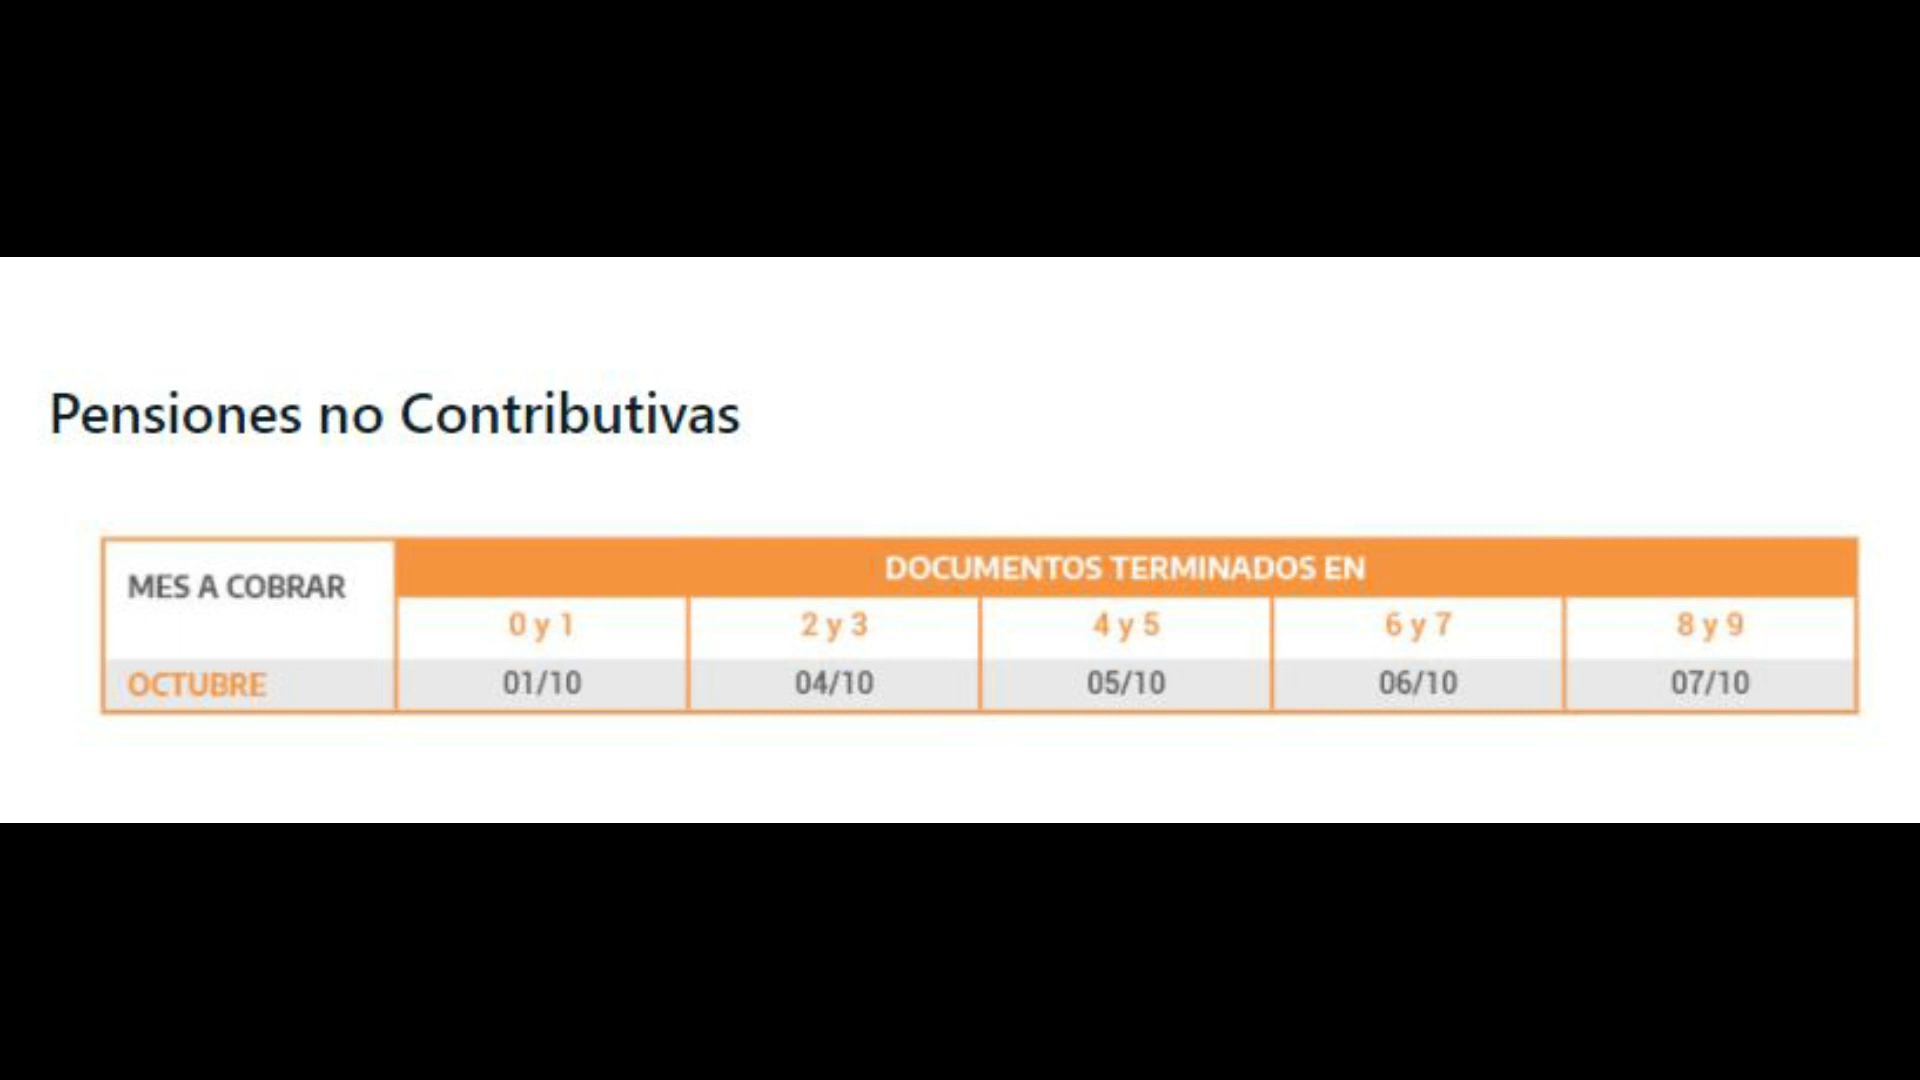 Pensiones no Contributivas
MES A COBRAR
DOCUMENTOS TERMINADOS EN
0 y 1 2 y 3 4 y 5 6 y 7 8 y 9
OCTUBRE 01/10 04/10 05/10 06/10 07/10